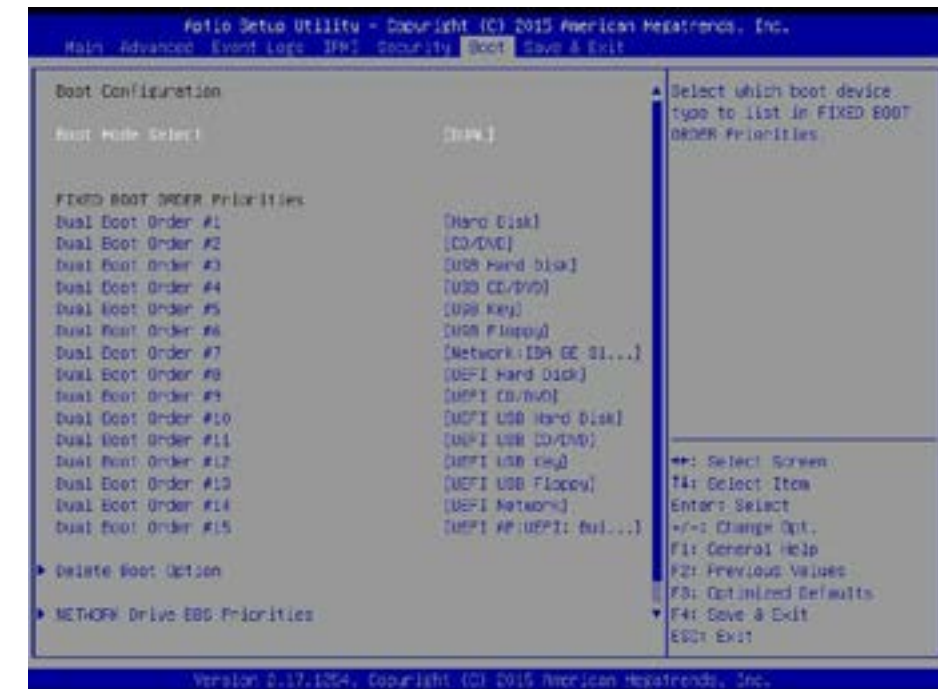 Aptio Setup Utility - Copyright (C) 2015 American Megatrends, Inc.
Main Advanced Event Logs IPMI Security Boot Save & Exit
Boot Configuration
Boot Mode Select [DUAL]
FIXED BOOT ORDER Priorities
Dual Boot Order #1 [Hard Disk]
Dual Boot Order #2 [CD/DVD]
Dual Boot Order #3 [USB Hard Disk]
Dual Boot Order #4 [USB CD/DVD]
Dual Boot Order #5 [USB Key]
Dual Boot Order #6 [USB Floppy]
Dual Boot Order #7 [Network:IBA GE Sl...]
Dual Boot Order #8 [UEFI Hard Disk]
Dual Boot Order #9 [UEFI CD/DVD]
Dual Boot Order #10 [UEFI USB Hard Disk]
Dual Boot Order #11 [UEFI USB CD/DVD]
Dual Boot Order #12 [UEFI USB Key]
Dual Boot Order #13 [UEFI USB Floppy]
Dual Boot Order #14 [UEFI Network]
Dual Boot Order #15 [UEFI AP:UEFI: Bui...]
Delete Boot Option
NETWORK Drive BBS Priorities
Select which boot device
type to list in FIXED BOOT
ORDER Priorities
↔: Select Screen
↑↓: Select Item
Enter: Select
+/-: Change Opt.
F1: General Help
F2: Previous Values
F3: Optimized Defaults
F4: Save & Exit
ESC: Exit
Version 2.17.1254. Copyright (C) 2015 American Megatrends, Inc.